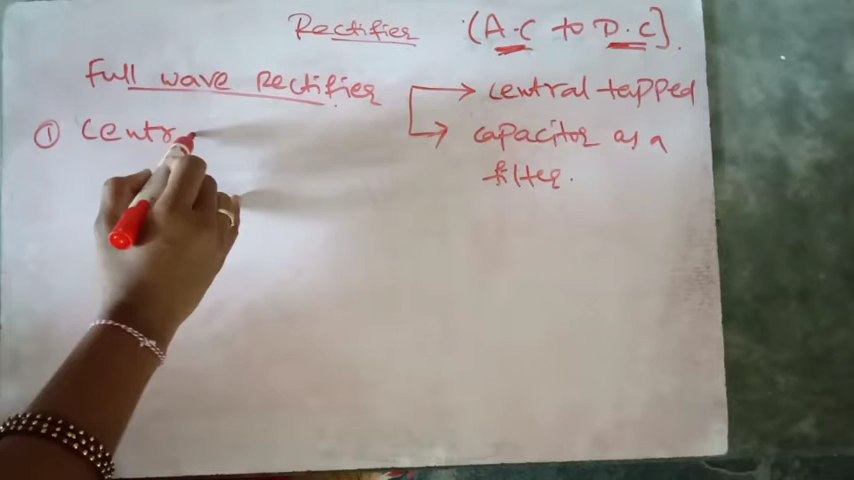 Rectifier (A.C to D.C].
Full wave Rectifier → central tapped
① Centr → capacitor as a
filter.